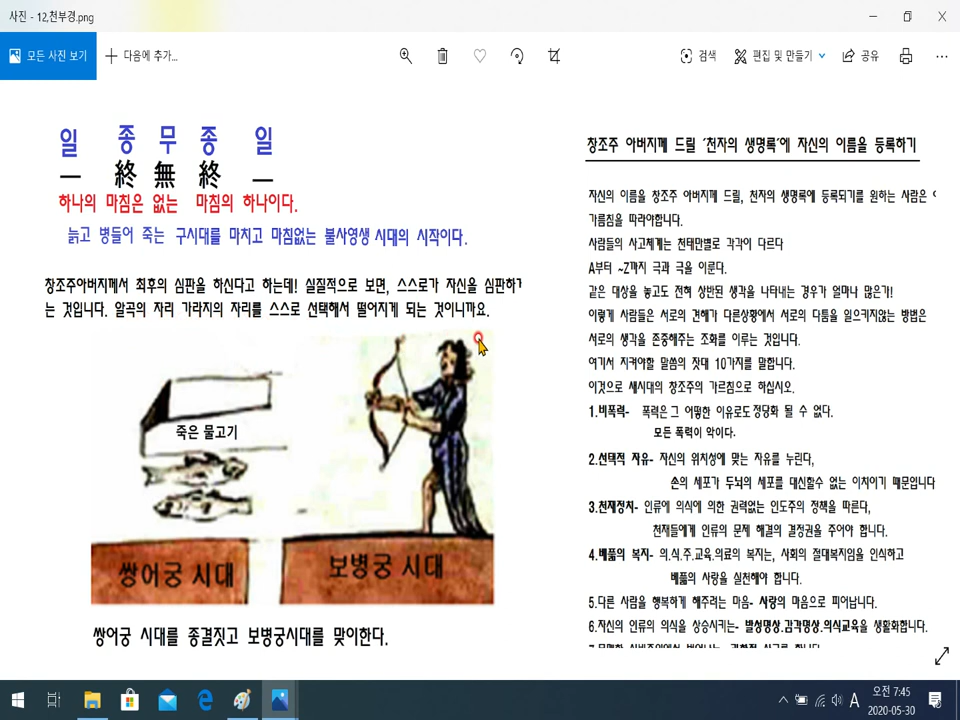 사진 - 12,천부경.png
모든 사진 보기
다음에 추가...
검색
편집 및 만들기
공유
일 종 무 종 일
一 終 無 終 一
하나의 마침은 없는 마침의 하나이다.
늙고 병들어 죽는 구시대를 마치고 마침없는 불사영생 시대의 시작이다.
창조주아버지께서 최후의 심판을 하신다고 하는데! 실질적으로 보면, 스스로가 자신을 심판하
는 것입니다. 알곡의 자리 가라지의 자리를 스스로 선택해서 떨어지게 되는 것이니까요.
죽은 물고기
쌍어궁 시대
보병궁 시대
쌍어궁 시대를 종결짓고 보병궁시대를 맞이한다.
창조주 아버지께 드릴 '천자의 생명록'에 자신의 이름을 등록하기
자신의 이름을 창조주 아버지께 드릴, 천자의 생명록에 등록되기를 원하는 사람은
가름침을 따라야합니다.
사람들의 사고체계는 천태만별로 각각이 다르다
A부터 ~Z까지 극과 극을 이룬다.
같은 대상을 놓고도 전혀 상반된 생각을 나타내는 경우가 얼마나 많은가!
이렇게 사람들은 서로의 견해가 다른상황에서 서로의 다툼을 일으키지않는 방법은
서로의 생각을 존중해주는 조화를 이루는 것입니다.
여기서 지켜야할 말씀의 잣대 10가지를 말합니다.
이것으로 새시대의 창조주의 가르침으로 하십시오.
1.비폭력- 폭력은그 어떠한 이유로도정당화 될 수 없다.
모든 폭력이 악이다.
2.선택적 자유- 자신의 위치성에 맞는 자유를 누린다,
손의 세포가 두뇌의 세포를 대신할수 없는 이치이기 때문입니다
3.천재정치- 인류에 의식에 의한 권력없는 인도주의 정책을 따른다,
천재들에게 인류의 문제 해결의 결정권을 주어야 합니다.
4.베품의 복지- 의.식.주.교육.의료의 복지는, 사회의 절대복지임을 인식하고
베품의 사랑을 실천해야 합니다.
5.다른 사람을 행복하게 해주려는 마음- 사랑의 마음으로 피어납니다.
6.자신의 인류의 의식을 상승시키는- 발성명상.감각명상.의식교육을 생활화합니다.
A
오전 7:45
2020-05-30